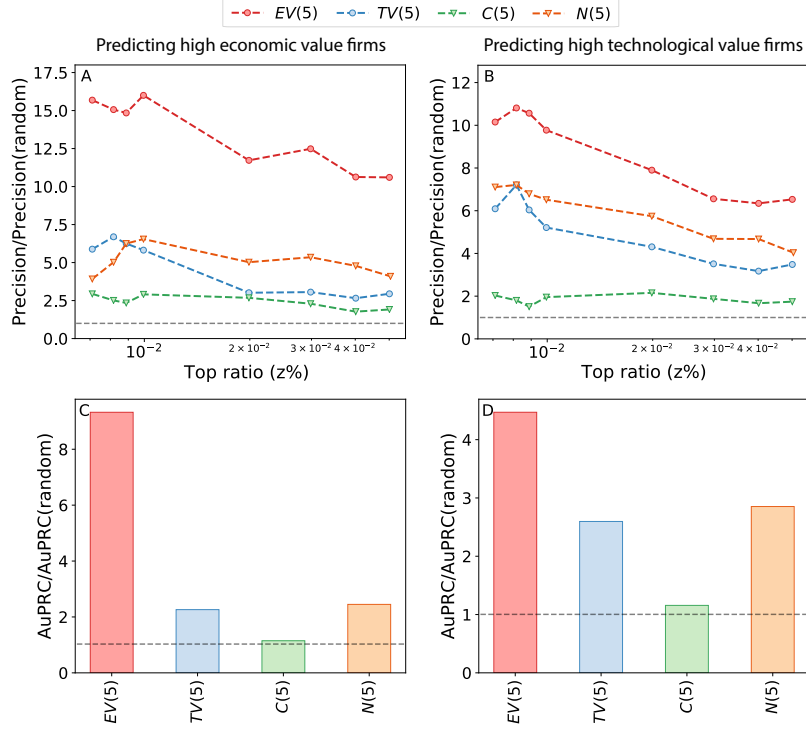 EV(5) TV(5) C(5) N(5)
Predicting high economic value firms
Predicting high technological value firms
A
17.5
15.0
12.5
10.0
7.5
5.0
2.5
0.0
Precision/Precision(random)
10⁻² 2 × 10⁻² 3 × 10⁻² 4 × 10⁻²
Top ratio (z%)
B
12
10
8
6
4
2
0
Precision/Precision(random)
10⁻² 2 × 10⁻² 3 × 10⁻² 4 × 10⁻²
Top ratio (z%)
C
8
6
4
2
0
AuPRC/AuPRC(random)
EV(5) TV(5) C(5) N(5)
D
4
3
2
1
0
AuPRC/AuPRC(random)
EV(5) TV(5) C(5) N(5)